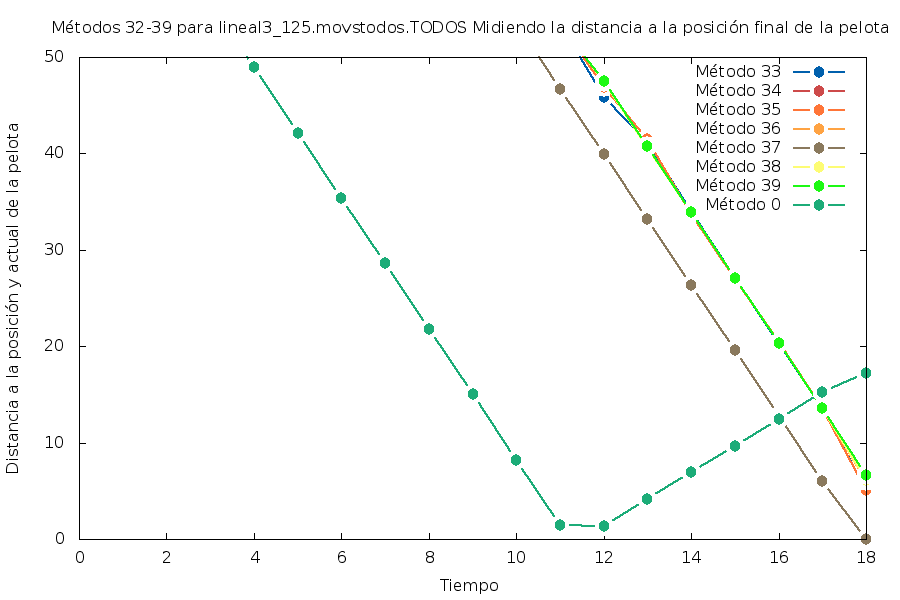 Métodos 32-39 para lineal3_125.movstodos.TODOS Midiendo la distancia a la posición final de la pelota
Distancia a la posición y actual de la pelota
50
40
30
20
10
0
Método 33
Método 34
Método 35
Método 36
Método 37
Método 38
Método 39
Método 0
0 2 4 6 8 10 12 14 16 18
Tiempo